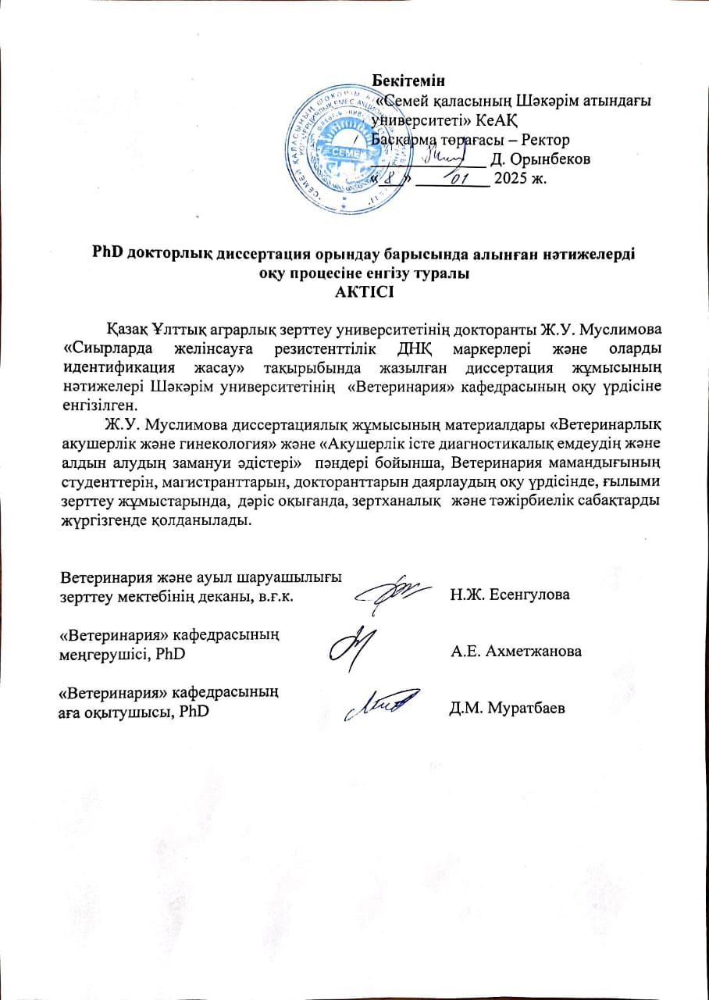 Бекітемін
«Семей қаласының Шәкәрім атындағы
университеті» КеАҚ
Басқарма төрағасы – Ректор
______________ Д. Орынбеков
«8» 01 2025 ж.
СЕМЕЙ
PhD докторлық диссертация орындау барысында алынған нәтижелерді
оқу процесіне енгізу туралы
АКТІСІ
Қазақ Ұлттық аграрлық зерттеу университетінің докторанты Ж.У. Муслимова
«Сиырларда желінсауға резистенттілік ДНҚ маркерлері және оларды
идентификация жасау» тақырыбында жазылған диссертация жұмысының
нәтижелері Шәкәрім университетінің «Ветеринария» кафедрасының оқу үрдісіне
енгізілген.
Ж.У. Муслимова диссертациялық жұмысының материалдары «Ветеринарлық
акушерлік және гинекология» және «Акушерлік істе диагностикалық емдеудің және
алдын алудың замануи әдістері» пәндері бойынша, Ветеринария мамандығының
студенттерін, магистранттарын, докторанттарын даярлаудың оқу үрдісінде, ғылыми
зерттеу жұмыстарында, дәріс оқығанда, зертханалық және тәжірбиелік сабақтарды
жүргізгенде қолданылады.
Ветеринария және ауыл шаруашылығы
зерттеу мектебінің деканы, в.ғ.к. Н.Ж. Есенгулова
«Ветеринария» кафедрасының
меңгерушісі, PhD А.Е. Ахметжанова
«Ветеринария» кафедрасының
аға оқытушысы, PhD Д.М. Муратбаев